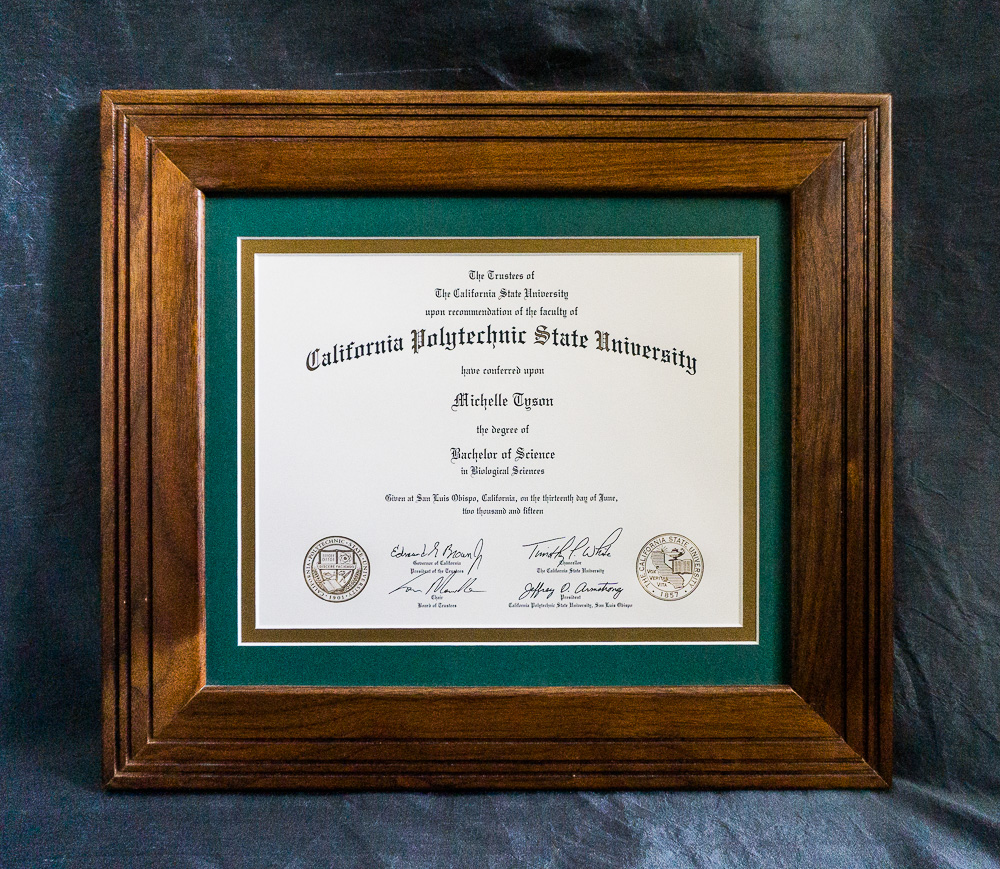 The Trustees of
The California State University
upon recommendation of the faculty of
California Polytechnic State University
have conferred upon
Michelle Tyson
the degree of
Bachelor of Science
in Biological Sciences
Given at San Luis Obispo, California, on the thirteenth day of June,
two thousand and fifteen
Edmund G Brown Jr
Governor of California
President of the Trustees
Timothy P. White
Chancellor
The California State University
Chair
Board of Trustees
Jeffrey D. Armstrong
President
California Polytechnic State University, San Luis Obispo
CALIFORNIA POLYTECHNIC STATE UNIVERSITY
1901
THE CALIFORNIA STATE UNIVERSITY
VOX
VERITAS
VITA
1857